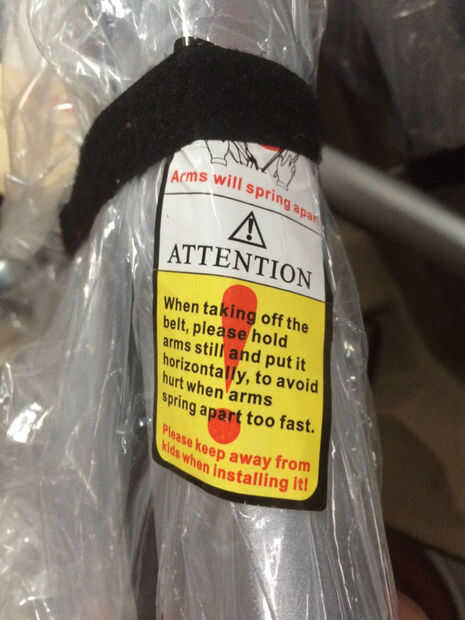 Arms will spring apart
ATTENTION
When taking off the
belt, please hold
arms still and put it
horizontally, to avoid
hurt when arms
spring apart too fast.
Please keep away from
kids when installing it!